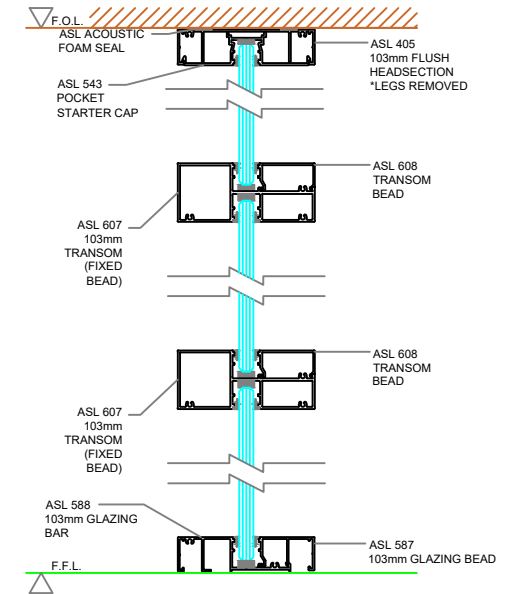 F.O.L.
ASL ACOUSTIC
FOAM SEAL
ASL 405
103mm FLUSH
HEADSECTION
*LEGS REMOVED
ASL 543
POCKET
STARTER CAP
ASL 608
TRANSOM
BEAD
ASL 607
103mm
TRANSOM
(FIXED
BEAD)
ASL 608
TRANSOM
BEAD
ASL 607
103mm
TRANSOM
(FIXED
BEAD)
ASL 588
103mm GLAZING
BAR
ASL 587
103mm GLAZING BEAD
F.F.L.